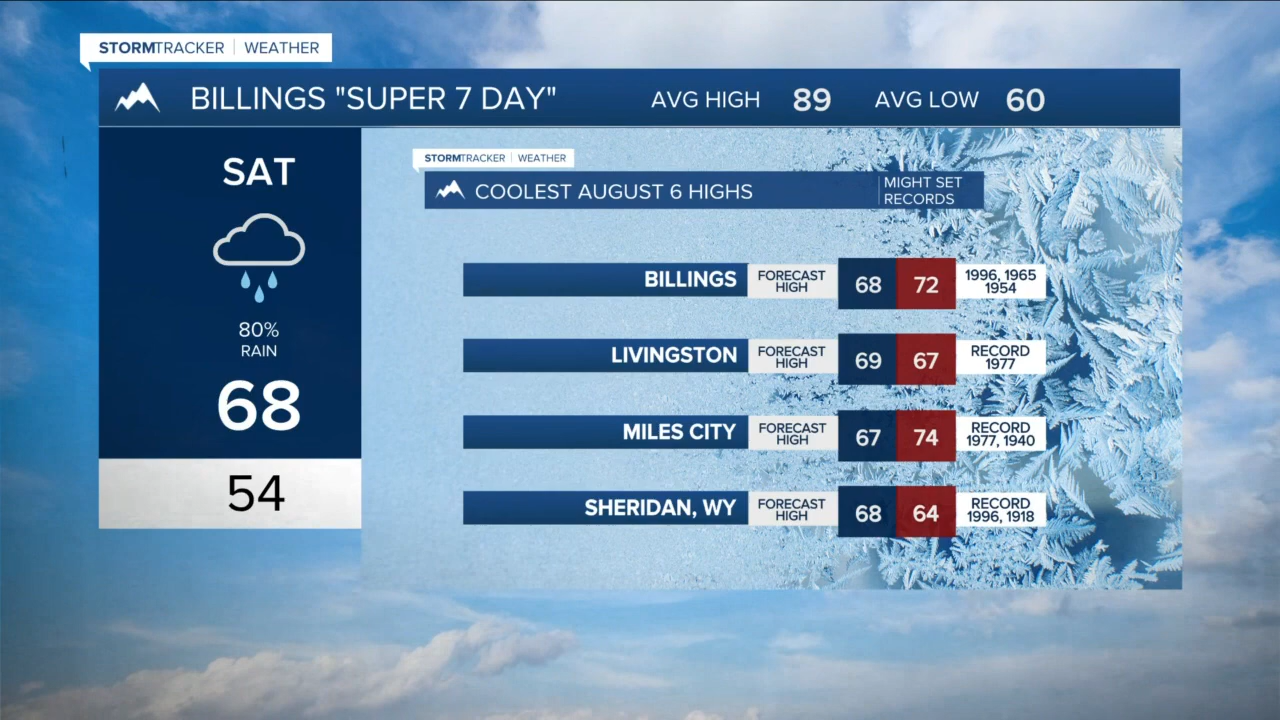 STORMTRACKER | WEATHER
BILLINGS "SUPER 7 DAY" AVG HIGH 89 AVG LOW 60
SAT
80%
RAIN
68
54
STORMTRACKER | WEATHER
COOLEST AUGUST 6 HIGHS
MIGHT SET
RECORDS
BILLINGS
FORECAST
HIGH
68
72
1996, 1965
1954
LIVINGSTON
FORECAST
HIGH
69
67
RECORD
1977
MILES CITY
FORECAST
HIGH
67
74
RECORD
1977, 1940
SHERIDAN, WY
FORECAST
HIGH
68
64
RECORD
1996, 1918